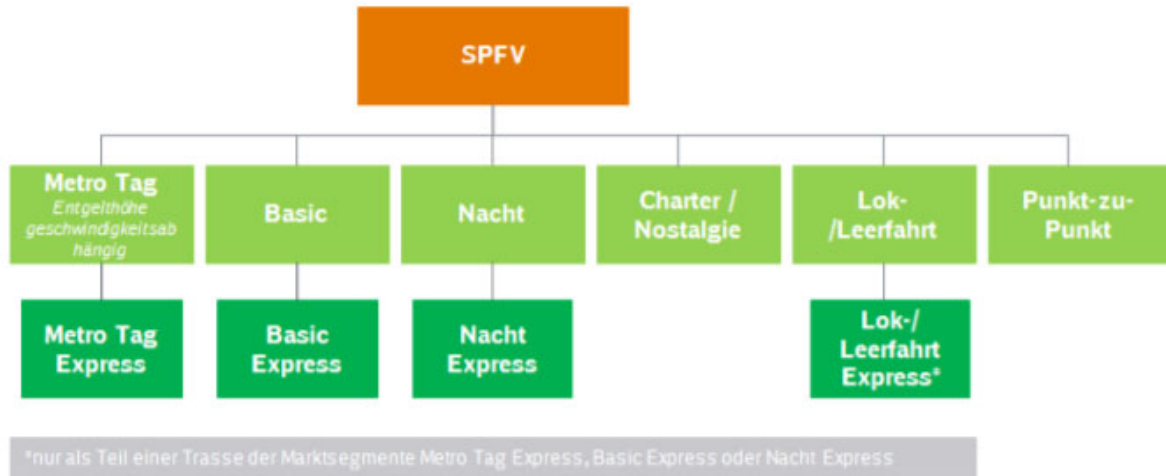 SPFV
Metro Tag
Entgelthöhe
geschwindigkeitsab
hängig
Basic
Nacht
Charter /
Nostalgie
Lok-
/Leerfahrt
Punkt-zu-
Punkt
Metro Tag
Express
Basic
Express
Nacht
Express
Lok-/
Leerfahrt
Express*
*nur als Teil einer Trasse der Marktsegmente Metro Tag Express, Basic Express oder Nacht Express